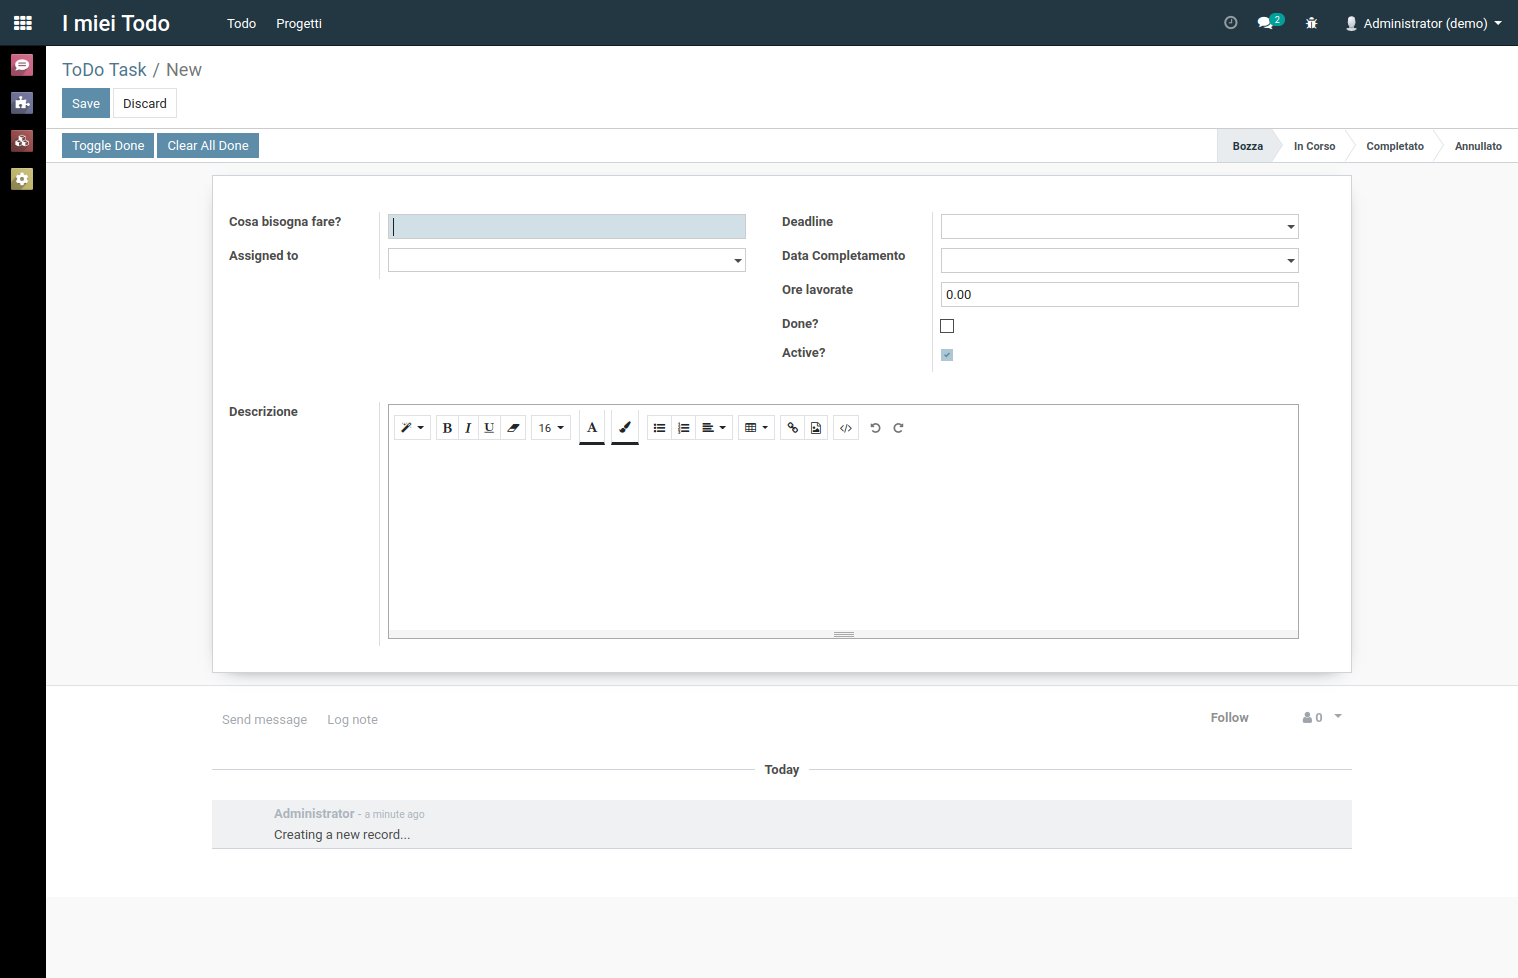 I miei Todo Todo Progetti 2 Administrator (demo)
ToDo Task / New
Save Discard
Toggle Done Clear All Done Bozza In Corso Completato Annullato
Cosa bisogna fare? Deadline
Assigned to Data Completamento
Ore lavorate 0.00
Done?
Active?
Descrizione
B I U 16 A </>
Send message Log note Follow 0
Today
Administrator - a minute ago
Creating a new record...